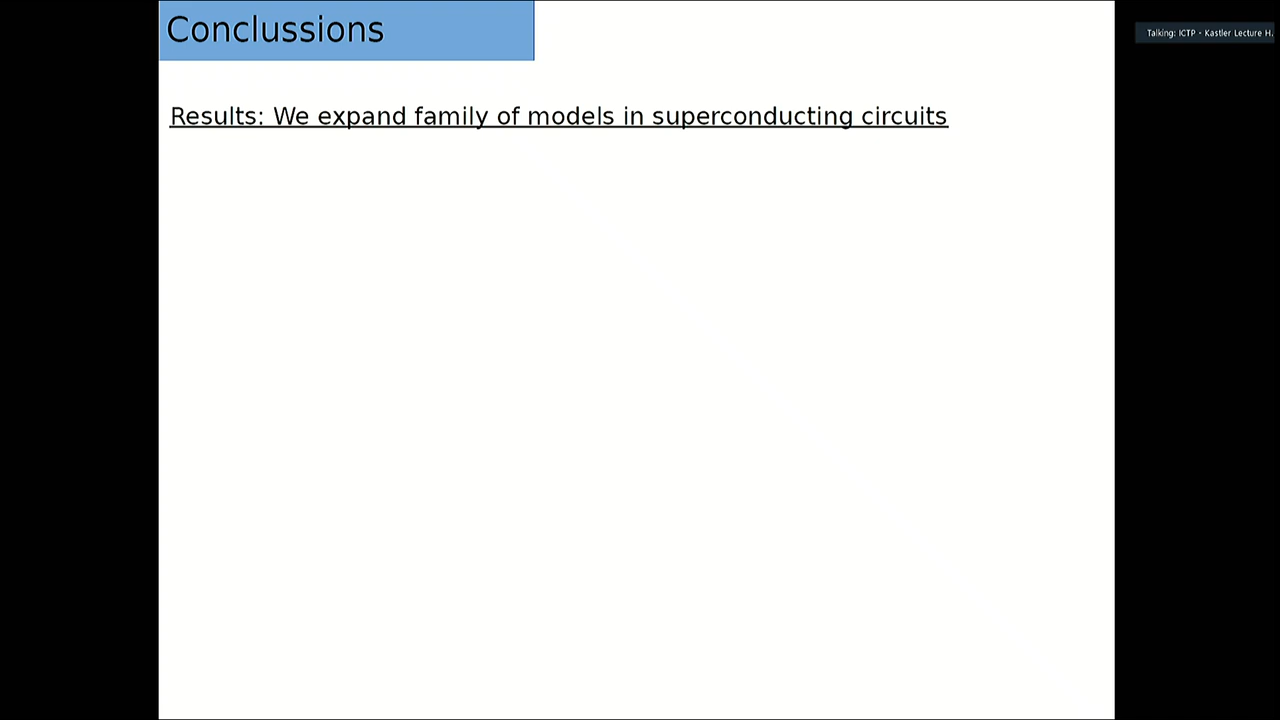 Conclussions
Talking: ICTP - Kastler Lecture H.
Results: We expand family of models in superconducting circuits